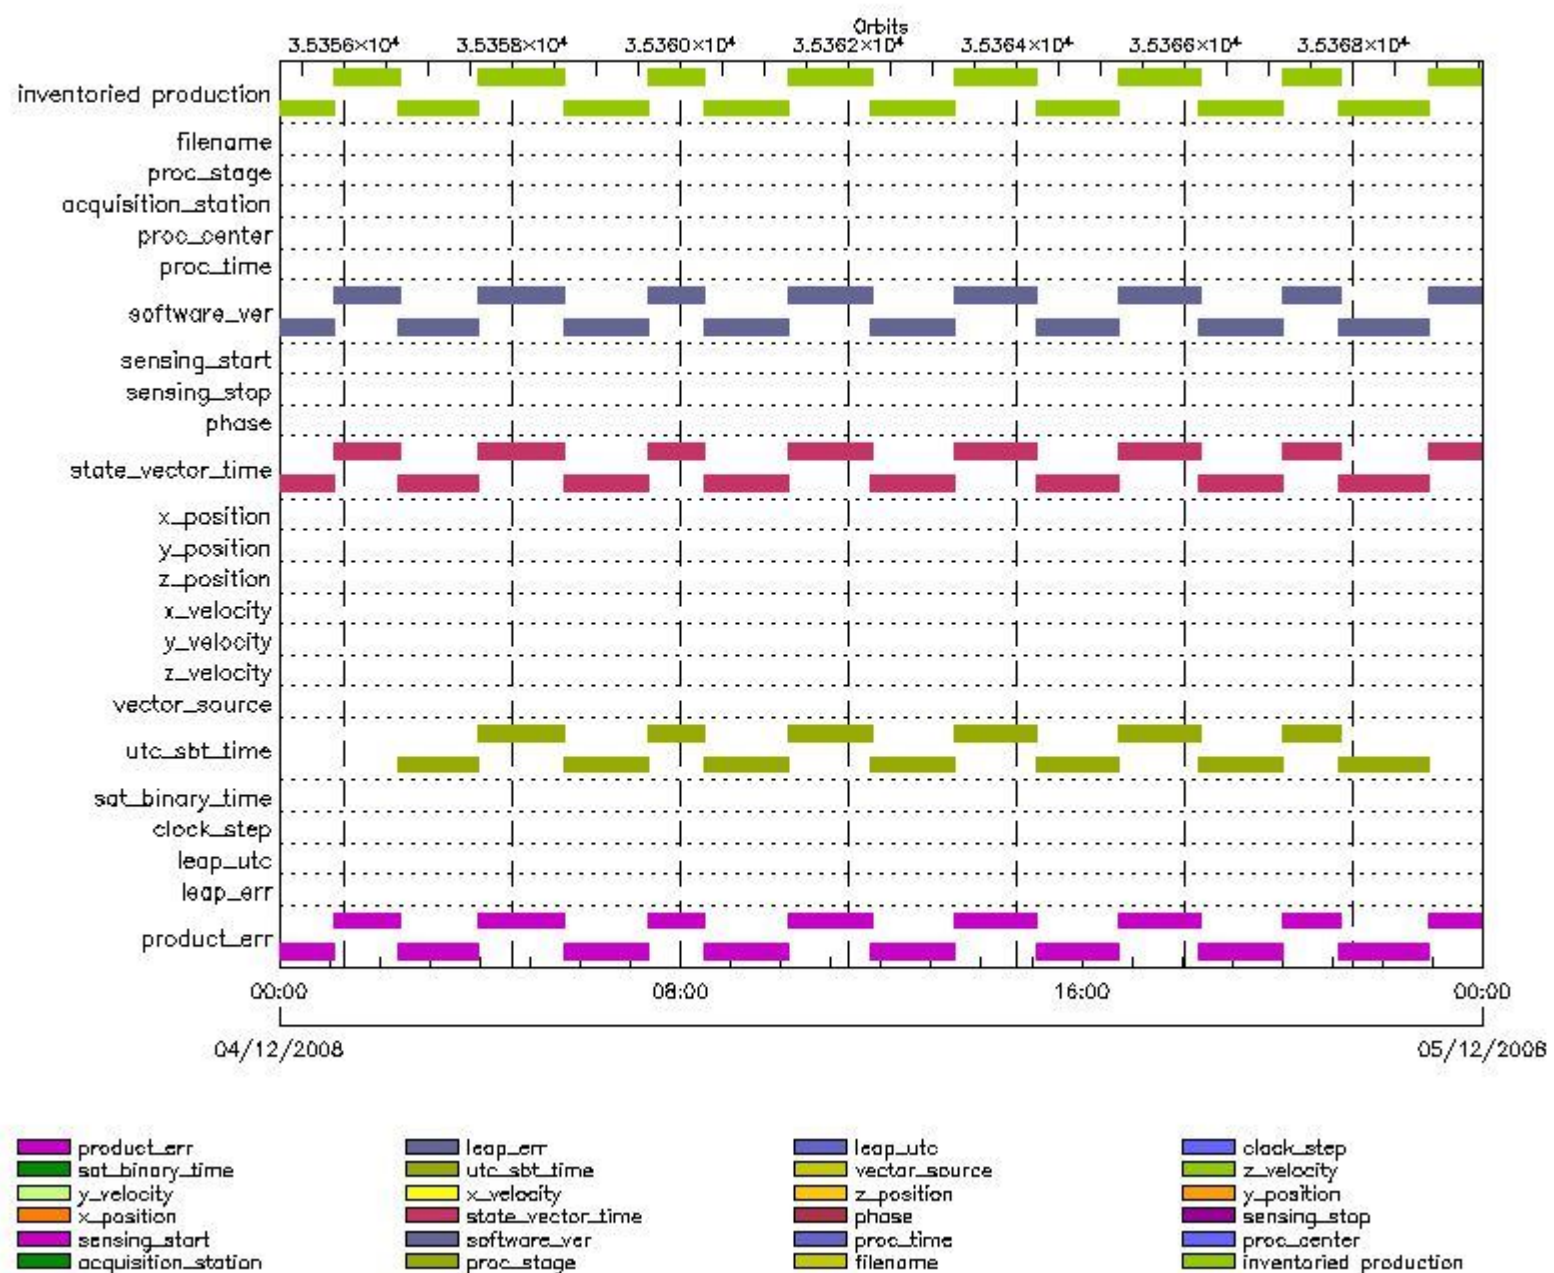 Orbits
3.5356×10⁴ 3.5358×10⁴ 3.5360×10⁴ 3.5362×10⁴ 3.5364×10⁴ 3.5366×10⁴ 3.5368×10⁴
inventoried production
filename
proc_stage
acquisition_station
proc_center
proc_time
software_ver
sensing_start
sensing_stop
phase
state_vector_time
x_position
y_position
z_position
x_velocity
y_velocity
z_velocity
vector_source
utc_sbt_time
sat_binary_time
clock_step
leap_utc
leap_err
product_err
00:00 08:00 16:00 00:00
04/12/2008 05/12/2008
product_err leap_err leap_utc clock_step
sat_binary_time utc_sbt_time vector_source z_velocity
y_velocity x_velocity z_position y_position
x_position state_vector_time phase sensing_stop
sensing_start software_ver proc_time proc_center
acquisition_station proc_stage filename inventoried production